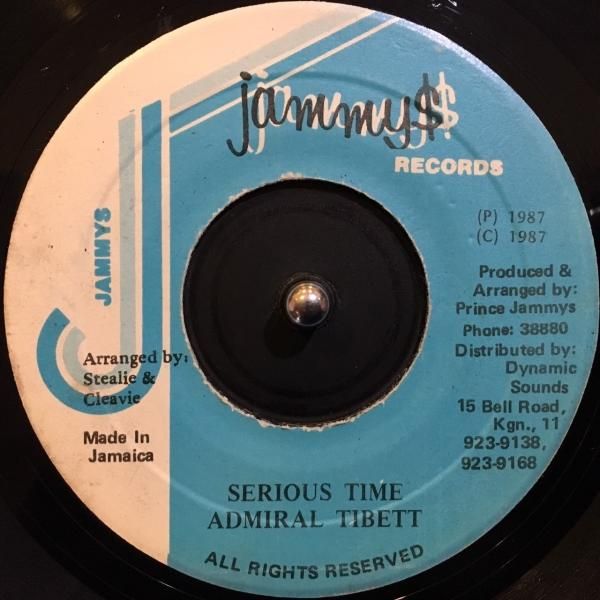 jammy$
RECORDS
JAMMYS
(P) 1987
(C) 1987
Produced &
Arranged by:
Prince Jammys
Phone: 38880
Distributed by:
Dynamic
Sounds
15 Bell Road,
Kgn., 11
923-9138,
923-9168
Arranged by:
Stealie &
Cleavie
Made In
Jamaica
SERIOUS TIME
ADMIRAL TIBETT
ALL RIGHTS RESERVED